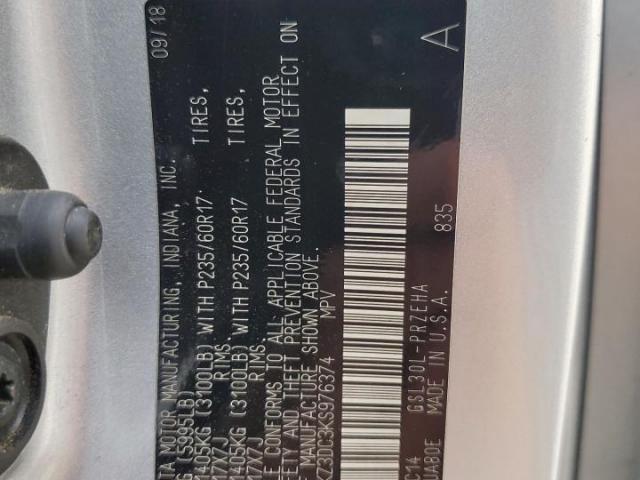 TA MOTOR MANUFACTURING, INDIANA, INC. 09/18
G (5995LB)
1405KG (3100LB) WITH P235/60R17 TIRES,
17X7J RIMS.
1405KG (3100LB) WITH P235/60R17 TIRES,
17X7J RIMS.
E CONFORMS TO ALL APPLICABLE FEDERAL MOTOR
FETY AND THEFT PREVENTION STANDARDS IN EFFECT ON
F MANUFACTURE SHOWN ABOVE.
KZ3DC3KS976374 MPV
C14 GSL30L-PRZEHA 835 A
UA80E MADE IN U.S.A.